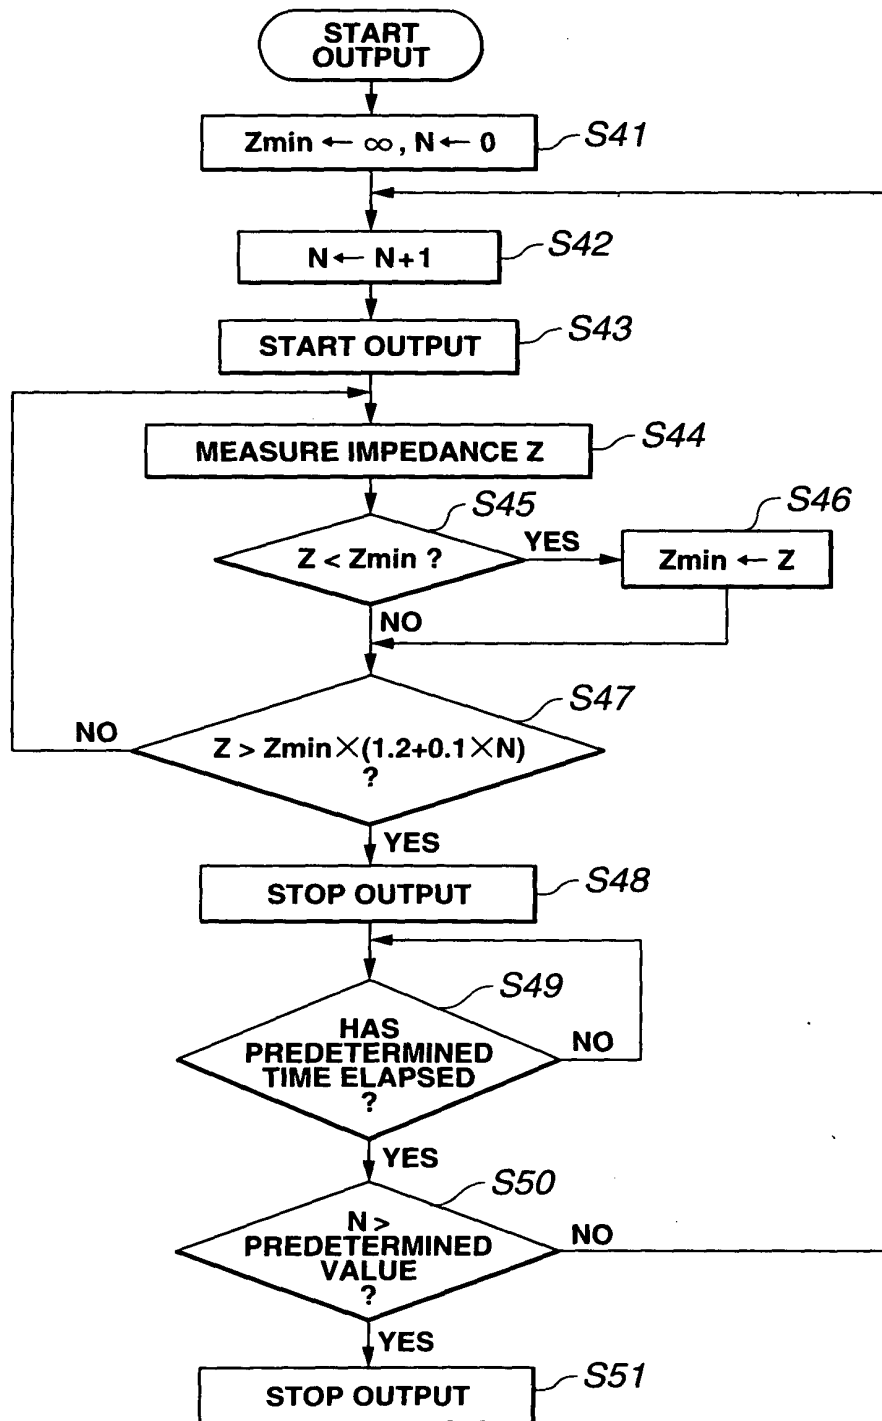 START
OUTPUT
Zmin ← ∞, N ← 0
S41
N ← N+1
S42
START OUTPUT
S43
MEASURE IMPEDANCE Z
S44
Z < Zmin ?
S45
YES
Zmin ← Z
S46
NO
Z > Zmin×(1.2+0.1×N)
?
S47
NO
YES
STOP OUTPUT
S48
HAS
PREDETERMINED
TIME ELAPSED
?
S49
NO
YES
N >
PREDETERMINED
VALUE
?
S50
NO
YES
STOP OUTPUT
S51